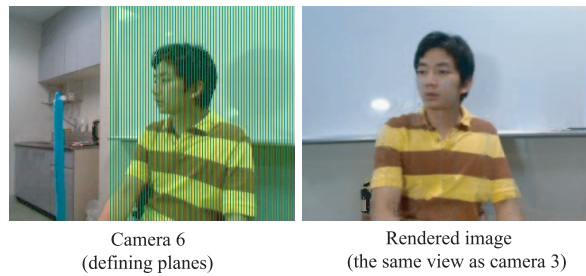 Camera 6
(defining planes)
Rendered image
(the same view as camera 3)